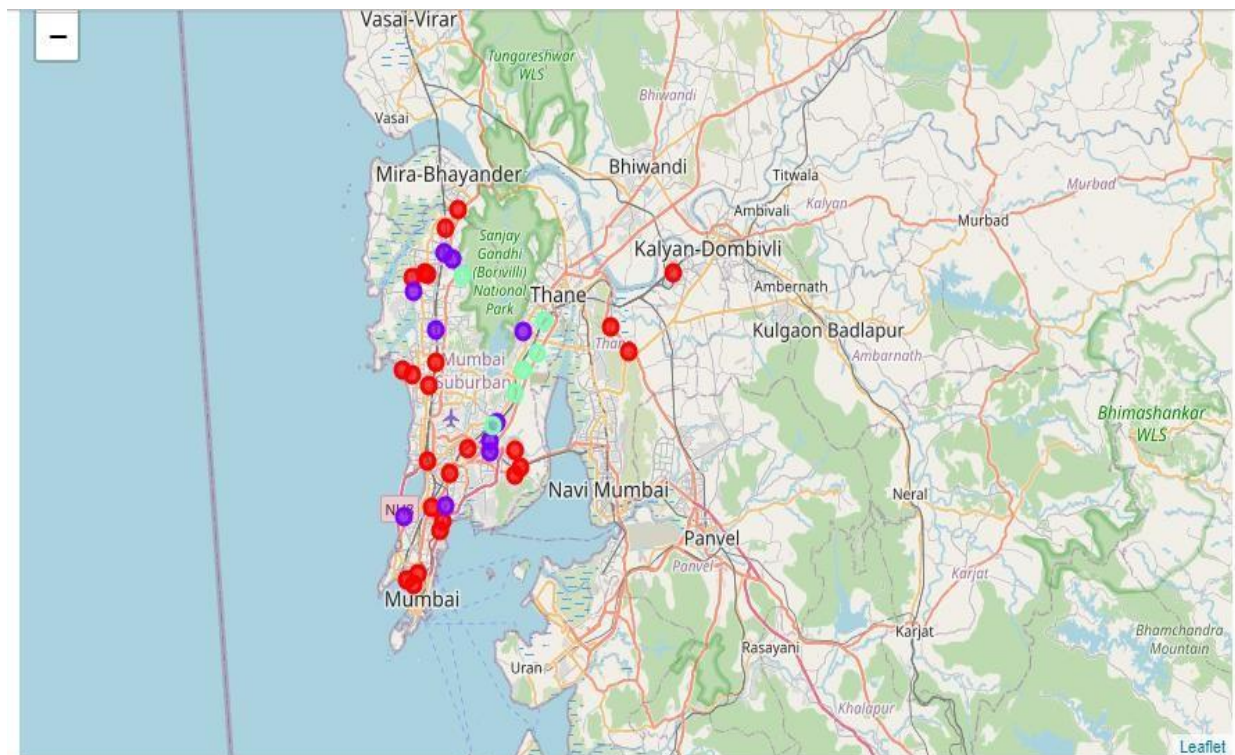 Vasai-Virar
−
Tungareshwar
WLS
Bhiwandi
Vasai
Mira-Bhayander
Bhiwandi
Titwala
Murbad
Kalyan
Ambivali
Murbad
Sanjay
Gandhi
(Borivili)
National
Park
Kalyan-Dombivli
Thane
Ambernath
Kulgaon Badlapur
Ambarnath
Mumbai
Suburban
Bhimashankar
WLS
Navi Mumbai
Neral
Panvel
Panvel
Karjat
Mumbai
Karjat
Bhamchandra
Mountain
Rasayani
Uran
Khalapur
Leaflet